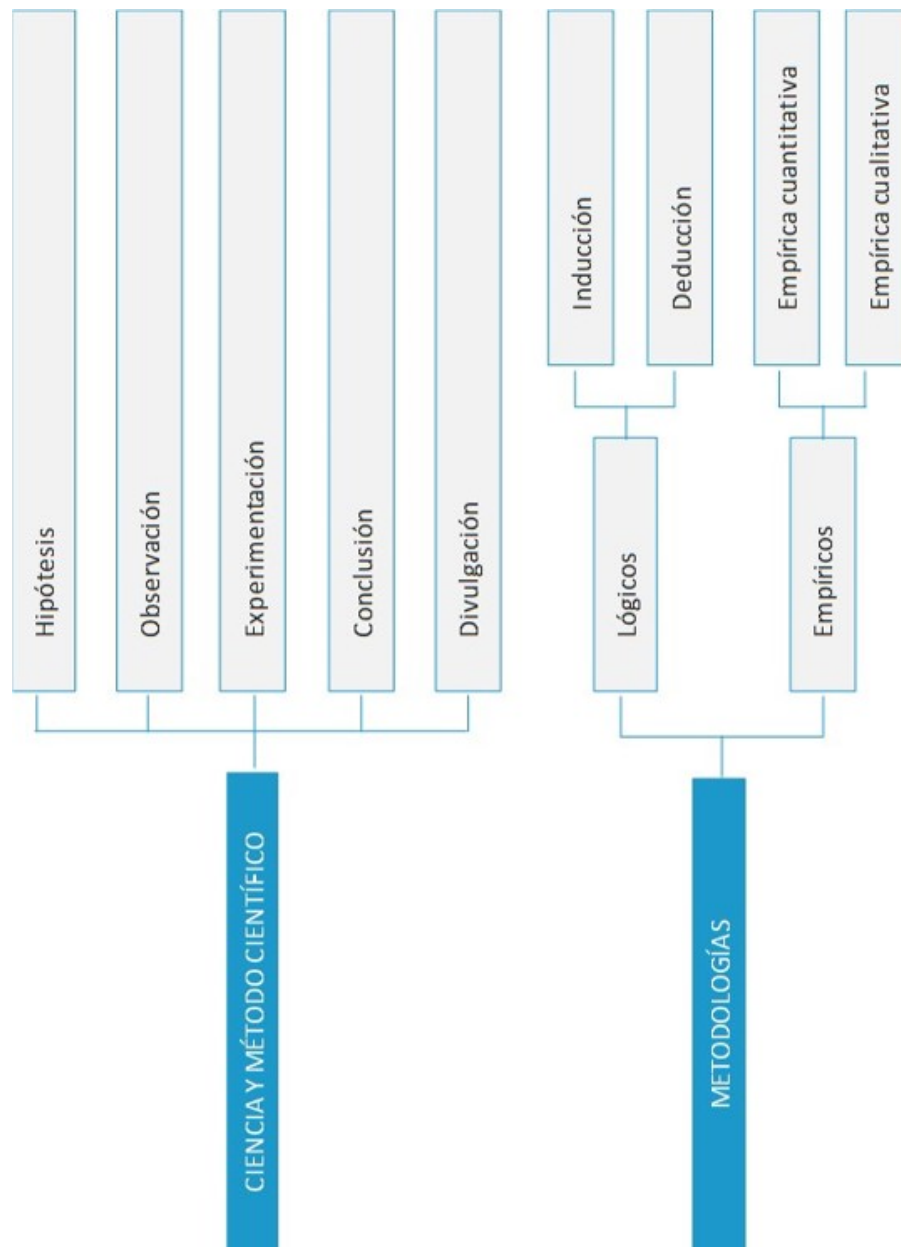 CIENCIA Y MÉTODO CIENTÍFICO
Hipótesis
Observación
Experimentación
Conclusión
Divulgación
METODOLOGÍAS
Lógicos
Inducción
Deducción
Empíricos
Empírica cuantitativa
Empírica cualitativa